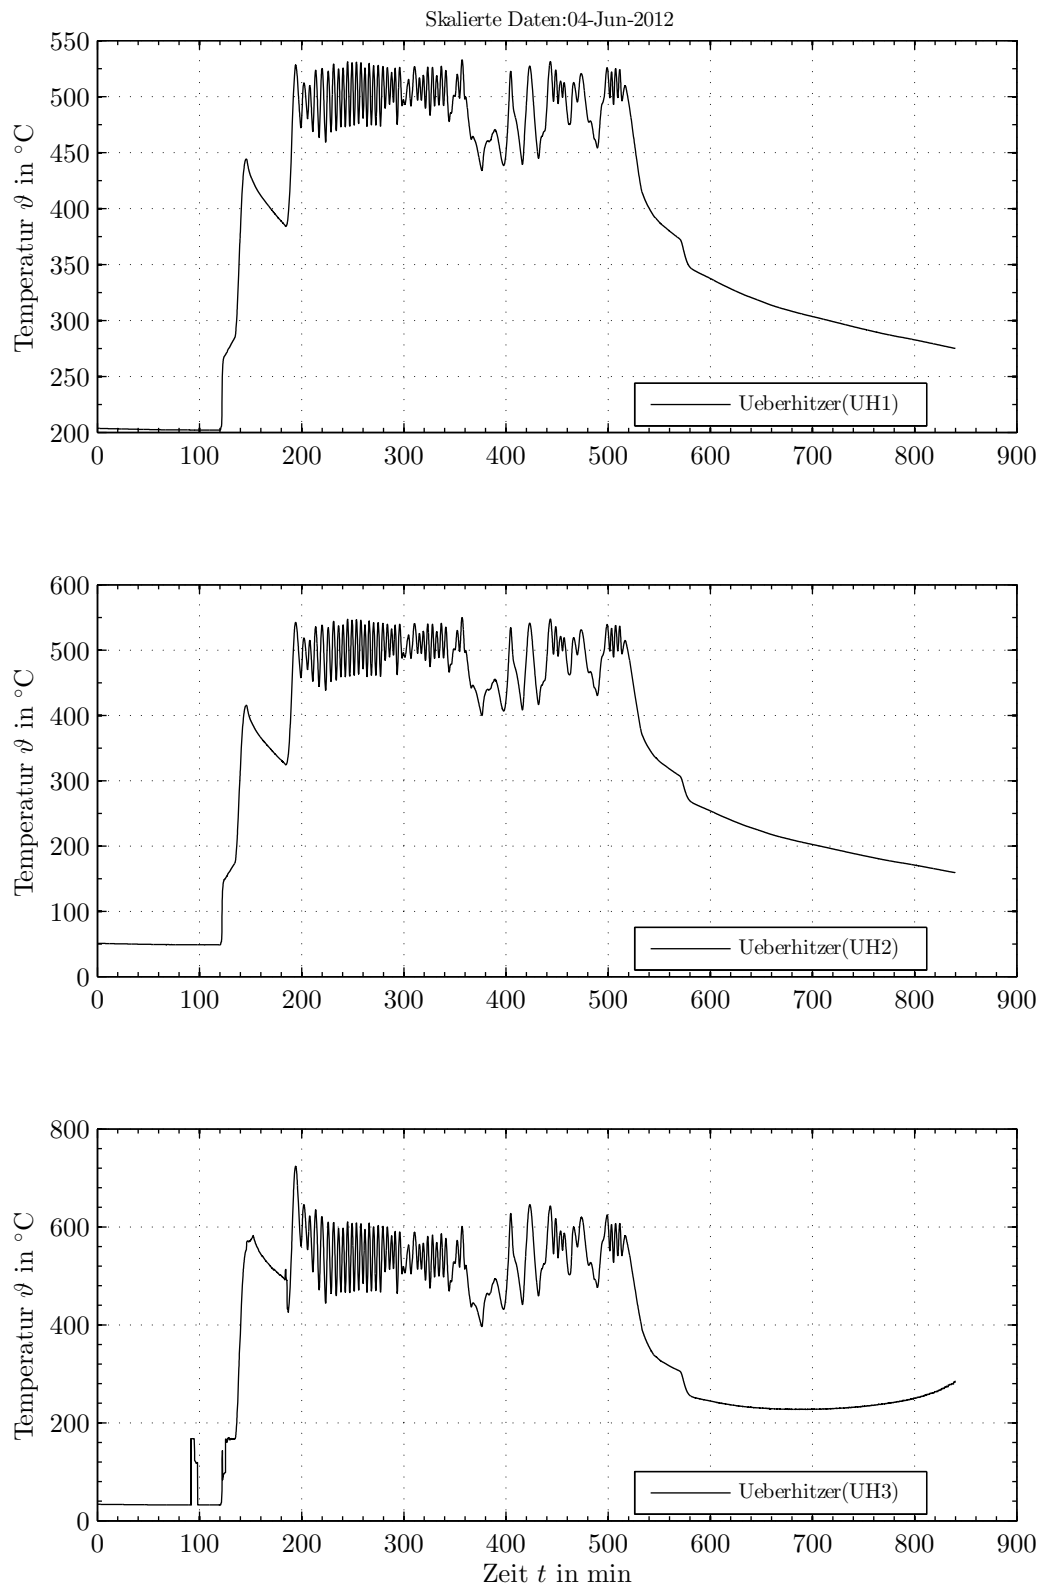 Skalierte Daten:04-Jun-2012
550
500
450
400
350
300
250
200
Temperatur ϑ in °C
Ueberhitzer(UH1)
0 100 200 300 400 500 600 700 800 900
600
500
400
300
200
100
0
Temperatur ϑ in °C
Ueberhitzer(UH2)
0 100 200 300 400 500 600 700 800 900
800
600
400
200
0
Temperatur ϑ in °C
Ueberhitzer(UH3)
0 100 200 300 400 500 600 700 800 900
Zeit t in min